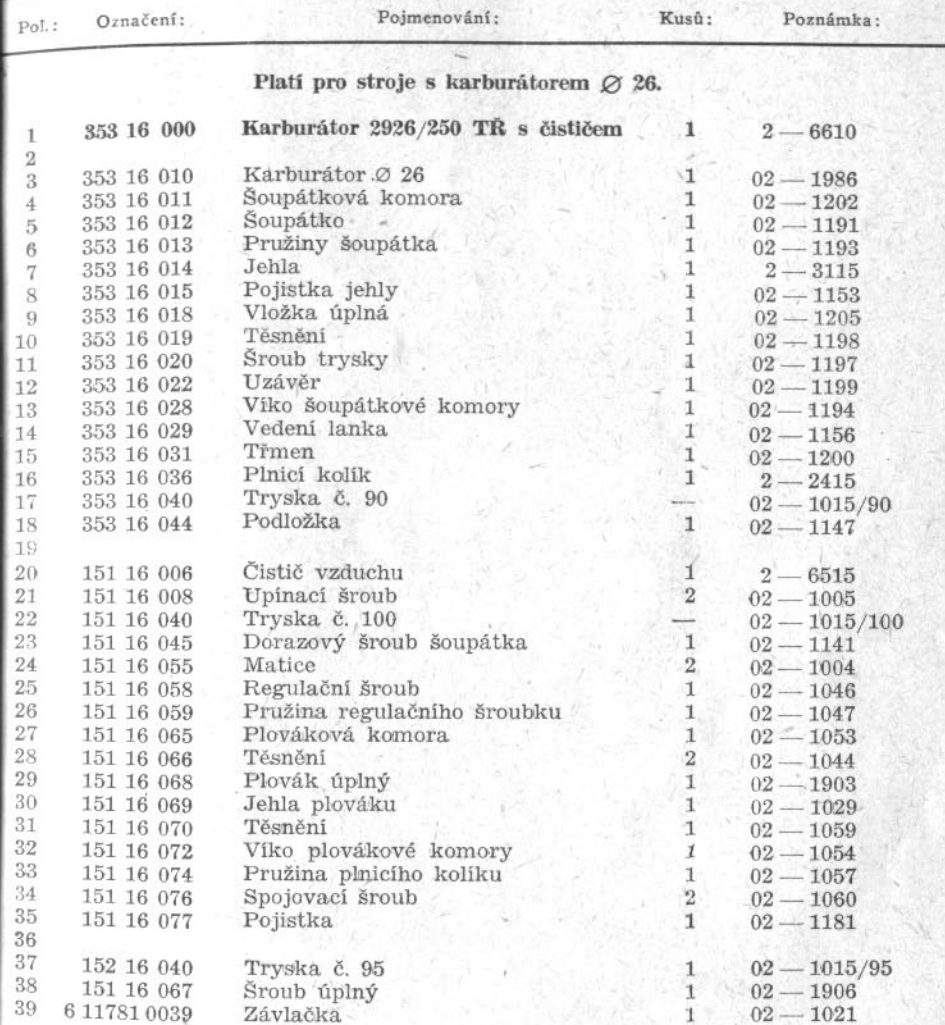 Pol.: Označení: Pojmenování: Kusů: Poznámka:
Platí pro stroje s karburátorem ∅ 26.
1 353 16 000 Karburátor 2926/250 TŘ s čističem 1 2 — 6610
2
3 353 16 010 Karburátor ∅ 26 1 02 — 1986
4 353 16 011 Šoupátková komora 1 02 — 1202
5 353 16 012 Šoupátko 1 02 — 1191
6 353 16 013 Pružiny šoupátka 1 02 — 1193
7 353 16 014 Jehla 1 2 — 3115
8 353 16 015 Pojistka jehly 1 02 — 1153
9 353 16 018 Vložka úplná 1 02 — 1205
10 353 16 019 Těsnění 1 02 — 1198
11 353 16 020 Šroub trysky 1 02 — 1197
12 353 16 022 Uzávěr 1 02 — 1199
13 353 16 028 Víko šoupátkové komory 1 02 — 1194
14 353 16 029 Vedení lanka 1 02 — 1156
15 353 16 031 Třmen 1 02 — 1200
16 353 16 036 Plnicí kolík 1 2 — 2415
17 353 16 040 Tryska č. 90 — 02 — 1015/90
18 353 16 044 Podložka 1 02 — 1147
19
20 151 16 006 Čistič vzduchu 1 2 — 6515
21 151 16 008 Upínací šroub 2 02 — 1005
22 151 16 040 Tryska č. 100 — 02 — 1015/100
23 151 16 045 Dorazový šroub šoupátka 1 02 — 1141
24 151 16 055 Matice 2 02 — 1004
25 151 16 058 Regulační šroub 1 02 — 1046
26 151 16 059 Pružina regulačního šroubku 1 02 — 1047
27 151 16 065 Plováková komora 1 02 — 1053
28 151 16 066 Těsnění 2 02 — 1044
29 151 16 068 Plovák úplný 1 02 — 1903
30 151 16 069 Jehla plováku 1 02 — 1029
31 151 16 070 Těsnění 1 02 — 1059
32 151 16 072 Víko plovákové komory 1 02 — 1054
33 151 16 074 Pružina plnicího kolíku 1 02 — 1057
34 151 16 076 Spojovací šroub 2 02 — 1060
35 151 16 077 Pojistka 1 02 — 1181
36
37 152 16 040 Tryska č. 95 1 02 — 1015/95
38 151 16 067 Šroub úplný 1 02 — 1906
39 6 11781 0039 Závlačka 1 02 — 1021